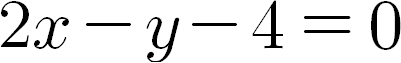 2x − y − 4 = 0